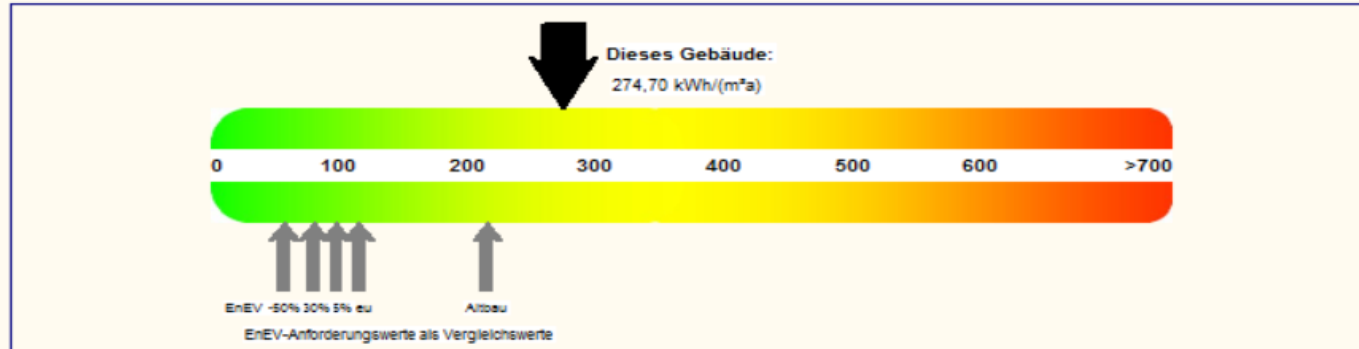 Dieses Gebäude:
274,70 kWh/(m²a)
0 100 200 300 400 500 600 >700
EnEV -50% 30% 5% eu Altbau
EnEV-Anforderungswerte als Vergleichswerte